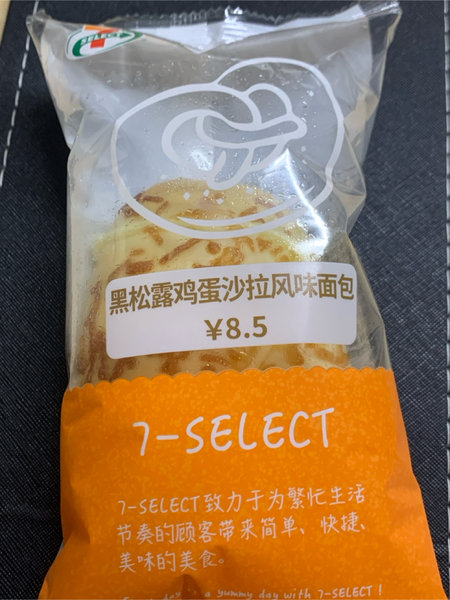 SELECT
黑松露鸡蛋沙拉风味面包
¥8.5
7-SELECT
7-SELECT致力于为繁忙生活
节奏的顾客带来简单、快捷、
美味的美食。
a yummy day with 7-SELECT!